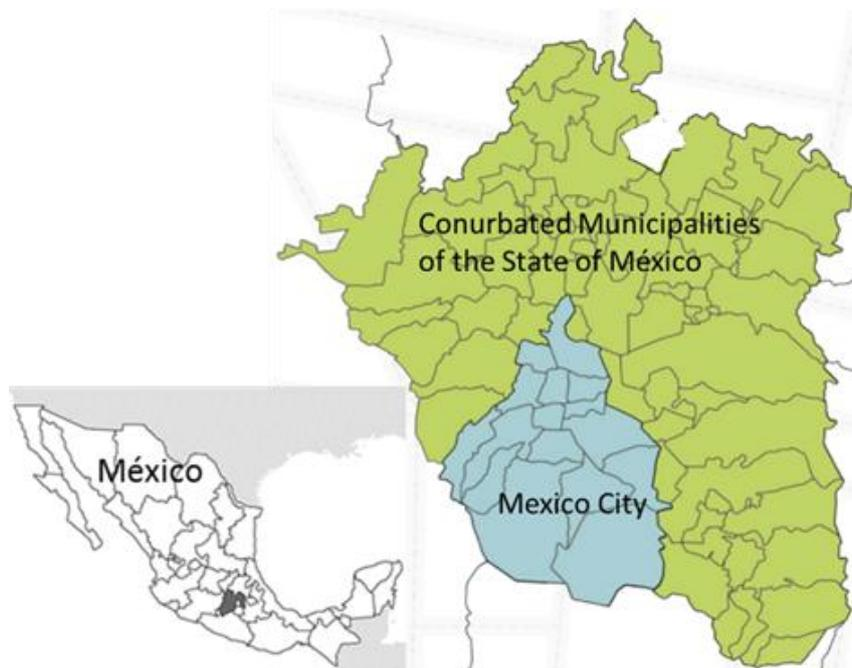 Conurbated Municipalities
of the State of México
México
Mexico City